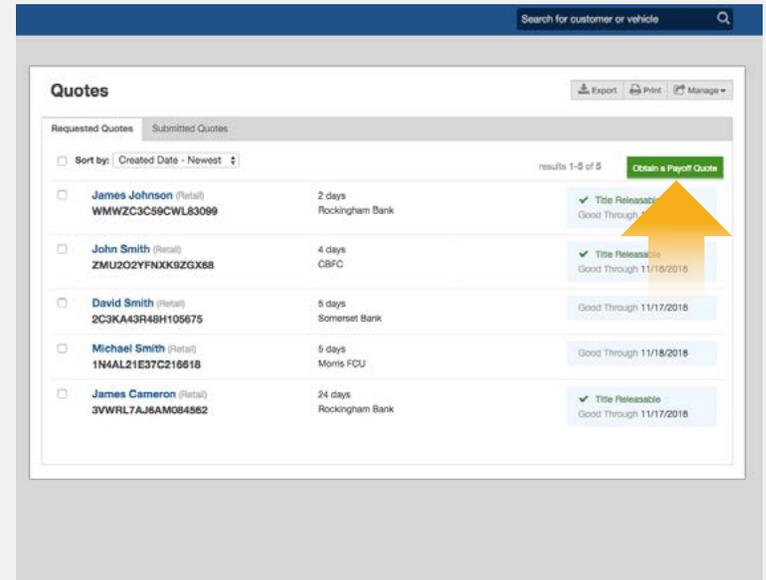 Search for customer or vehicle
Quotes
Export Print Manage
Requested Quotes Submitted Quotes
Sort by: Created Date - Newest results 1-5 of 5 Obtain a Payoff Quote
James Johnson (Retail) 2 days Title Releasable
WMWZC3C59CWL83099 Rockingham Bank Good Through
John Smith (Retail) 4 days Title Releasable
ZMU2O2YFNXK9ZGX68 CBFC Good Through 11/18/2018
David Smith (Retail) 5 days Good Through 11/17/2018
2C3KA43R48H105675 Somerset Bank
Michael Smith (Retail) 5 days Good Through 11/18/2018
1N4AL21E37C216618 Morris FCU
James Cameron (Retail) 24 days Title Releasable
3VWRL7AJ6AM084562 Rockingham Bank Good Through 11/17/2018